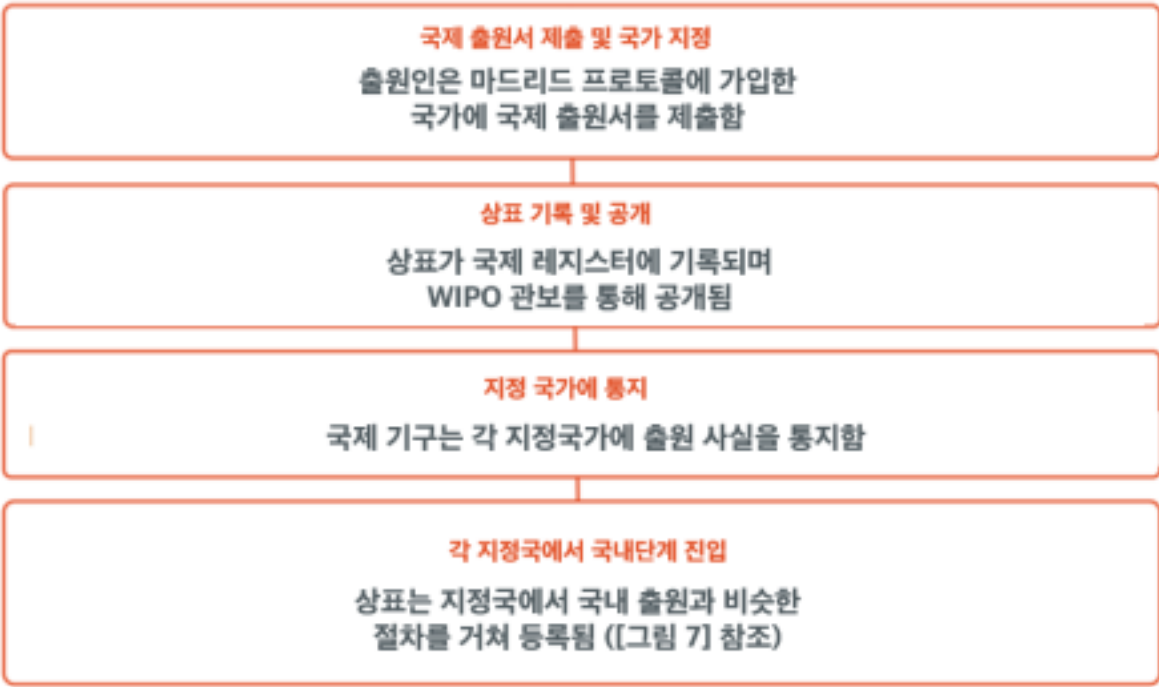 국제 출원서 제출 및 국가 지정
출원인은 마드리드 프로토콜에 가입한
국가에 국제 출원서를 제출함
상표 기록 및 공개
상표가 국제 레지스터에 기록되며
WIPO 관보를 통해 공개됨
지정 국가에 통지
국제 기구는 각 지정국가에 출원 사실을 통지함
각 지정국에서 국내단계 진입
상표는 지정국에서 국내 출원과 비슷한
절차를 거쳐 등록됨 ([그림 7] 참조)